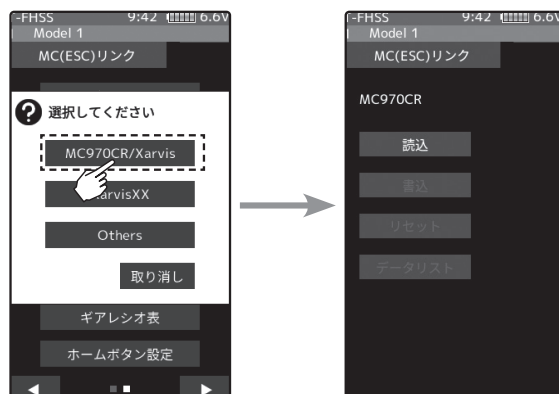 -FHSS 9:42 6.6V
Model 1
MC(ESC)リンク
? 選択してください
MC970CR/Xarvis
Others
取り消し
ギアレシオ表
ホームボタン設定
-FHSS 9:42 6.6V
Model 1
MC(ESC)リンク
MC970CR
読込
書込
リセット
データリスト